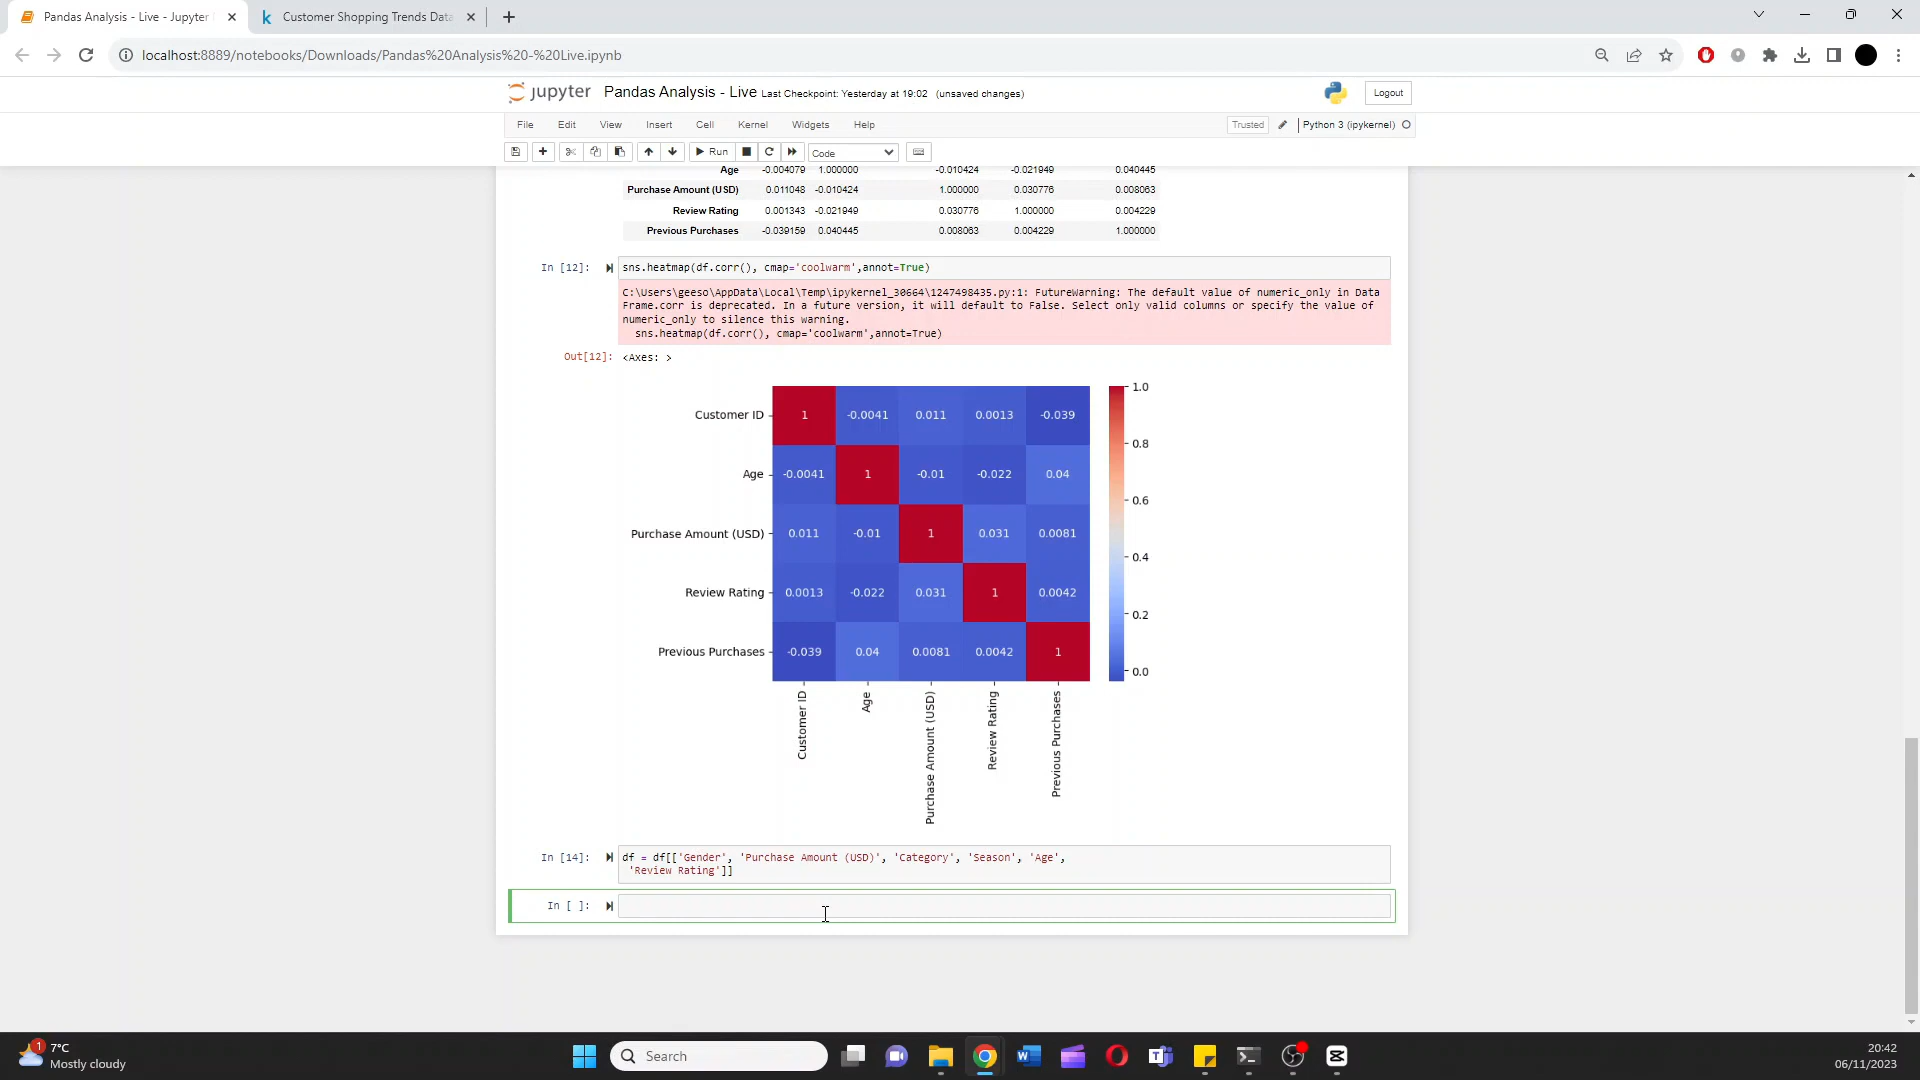 Pandas Analysis - Live - Jupyter
Customer Shopping Trends Data
localhost:8889/notebooks/Downloads/Pandas%20Analysis%20-%20Live.ipynb
jupyter Pandas Analysis - Live Last Checkpoint: Yesterday at 19:02 (unsaved changes)
Logout
File Edit View Insert Cell Kernel Widgets Help
Trusted Python 3 (ipykernel)
Run Code
Age -0.004079 1.000000 -0.010424 -0.021949 0.040445
Purchase Amount (USD) 0.011048 -0.010424 1.000000 0.030776 0.008063
Review Rating 0.001343 -0.021949 0.030776 1.000000 0.004229
Previous Purchases -0.039159 0.040445 0.008063 0.004229 1.000000
In [12]: sns.heatmap(df.corr(), cmap='coolwarm',annot=True)
C:\Users\geeso\AppData\Local\Temp\ipykernel_30664\1247498435.py:1: FutureWarning: The default value of numeric_only in Data
Frame.corr is deprecated. In a future version, it will default to False. Select only valid columns or specify the value of
numeric_only to silence this warning.
sns.heatmap(df.corr(), cmap='coolwarm',annot=True)
Out[12]: <Axes: >
Customer ID 1 -0.0041 0.011 0.0013 -0.039
Age -0.0041 1 -0.01 -0.022 0.04
Purchase Amount (USD) 0.011 -0.01 1 0.031 0.0081
Review Rating 0.0013 -0.022 0.031 1 0.0042
Previous Purchases -0.039 0.04 0.0081 0.0042 1
1.0
0.8
0.6
0.4
0.2
0.0
Customer ID
Age
Purchase Amount (USD)
Review Rating
Previous Purchases
In [14]: df = df[['Gender', 'Purchase Amount (USD)', 'Category', 'Season', 'Age',
'Review Rating']]
In [ ]:
1
7°C
Mostly cloudy
Search
20:42
06/11/2023